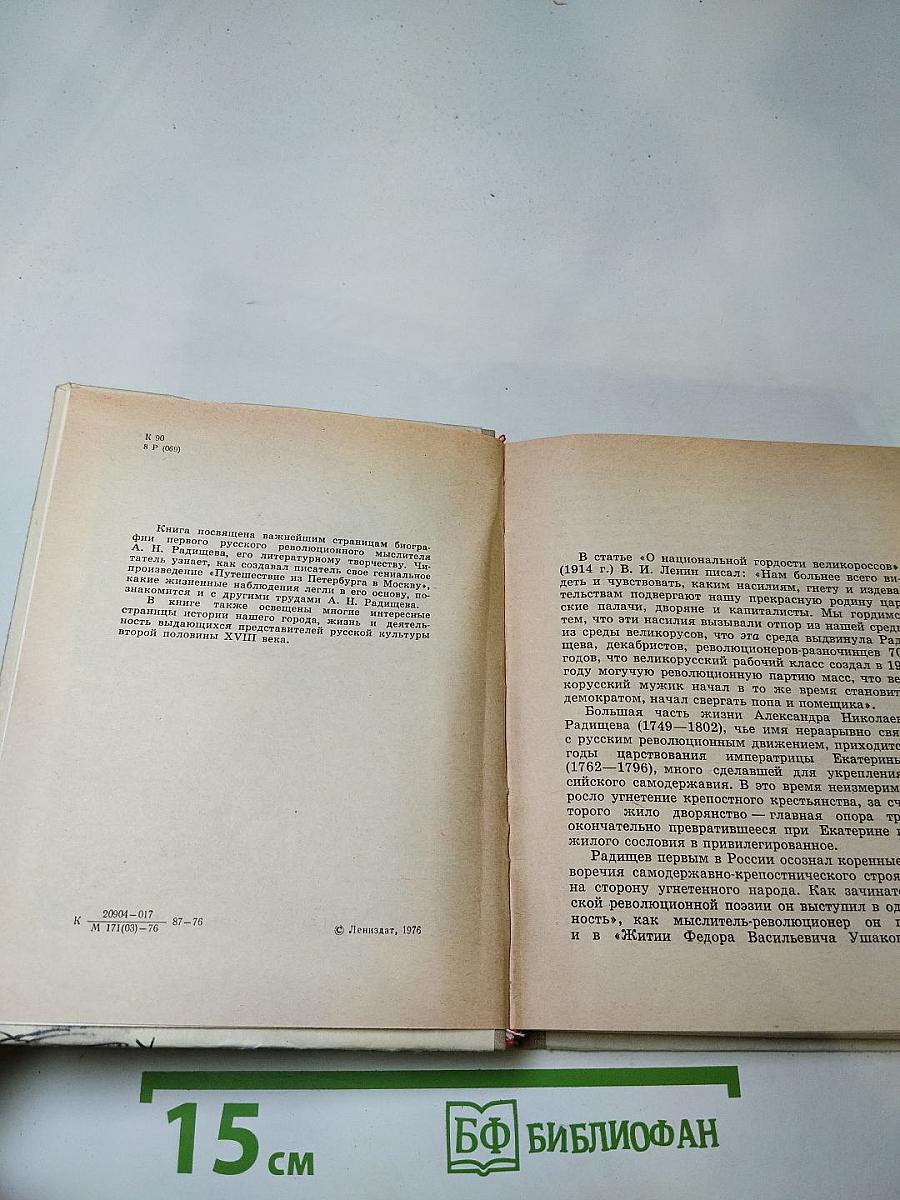 К 90
8 Р (069)
Книга посвящена важнейшим страницам биогра-
фии первого русского революционного мыслителя
А. Н. Радищева, его литературному творчеству. Чи-
татель узнает, как создавал писатель свое гениальное
произведение «Путешествие из Петербурга в Москву»,
какие жизненные наблюдения легли в его основу, по-
знакомится и с другими трудами А. Н. Радищева.
В книге также освещены многие интересные
страницы истории нашего города, жизнь и деятель-
ность выдающихся представителей русской культуры
второй половины XVIII века.
К 20904—017 87—76
М 171(03)—76
© Лениздат, 1976
В статье «О национальной гордости великороссов»
(1914 г.) В. И. Ленин писал: «Нам больнее всего ви-
деть и чувствовать, каким насилиям, гнету и издева
тельствам подвергают нашу прекрасную родину цар
ские палачи, дворяне и капиталисты. Мы гордимс
тем, что эти насилия вызывали отпор из нашей сред
из среды великорусов, что эта среда выдвинула Рад
щева, декабристов, революционеров-разночинцев 70
годов, что великорусский рабочий класс создал в 19
году могучую революционную партию масс, что ве
корусский мужик начал в то же время становит
демократом, начал свергать попа и помещика».
Большая часть жизни Александра Николаев
Радищева (1749—1802), чье имя неразрывно свя
с русским революционным движением, приходитс
годы царствования императрицы Екатерины
(1762—1796), много сделавшей для укрепления
сийского самодержавия. В это время неизмерим
росло угнетение крепостного крестьянства, за сч
торого жило дворянство — главная опора тр
окончательно превратившееся при Екатерине
жилого сословия в привилегированное.
Радищев первым в России осознал коренные
воречия самодержавно-крепостнического строя
на сторону угнетенного народа. Как зачинат
ской революционной поэзии он выступил в од
ность», как мыслитель-революционер он п
и в «Житии Федора Васильевича Ушаков
15 см
БФ БИБЛИОФАН